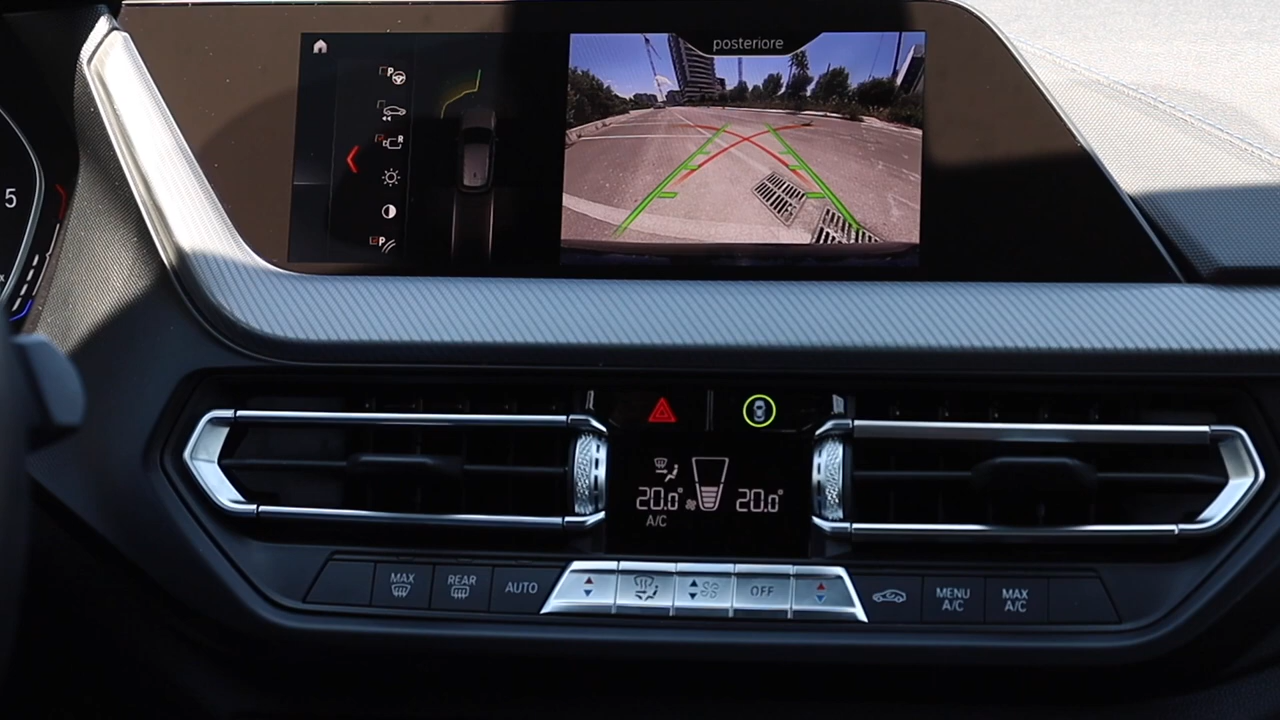 posteriore
P
R
P
5
20.0° 20.0°
A/C
MAX
REAR
AUTO
OFF
MENU
A/C
MAX
A/C